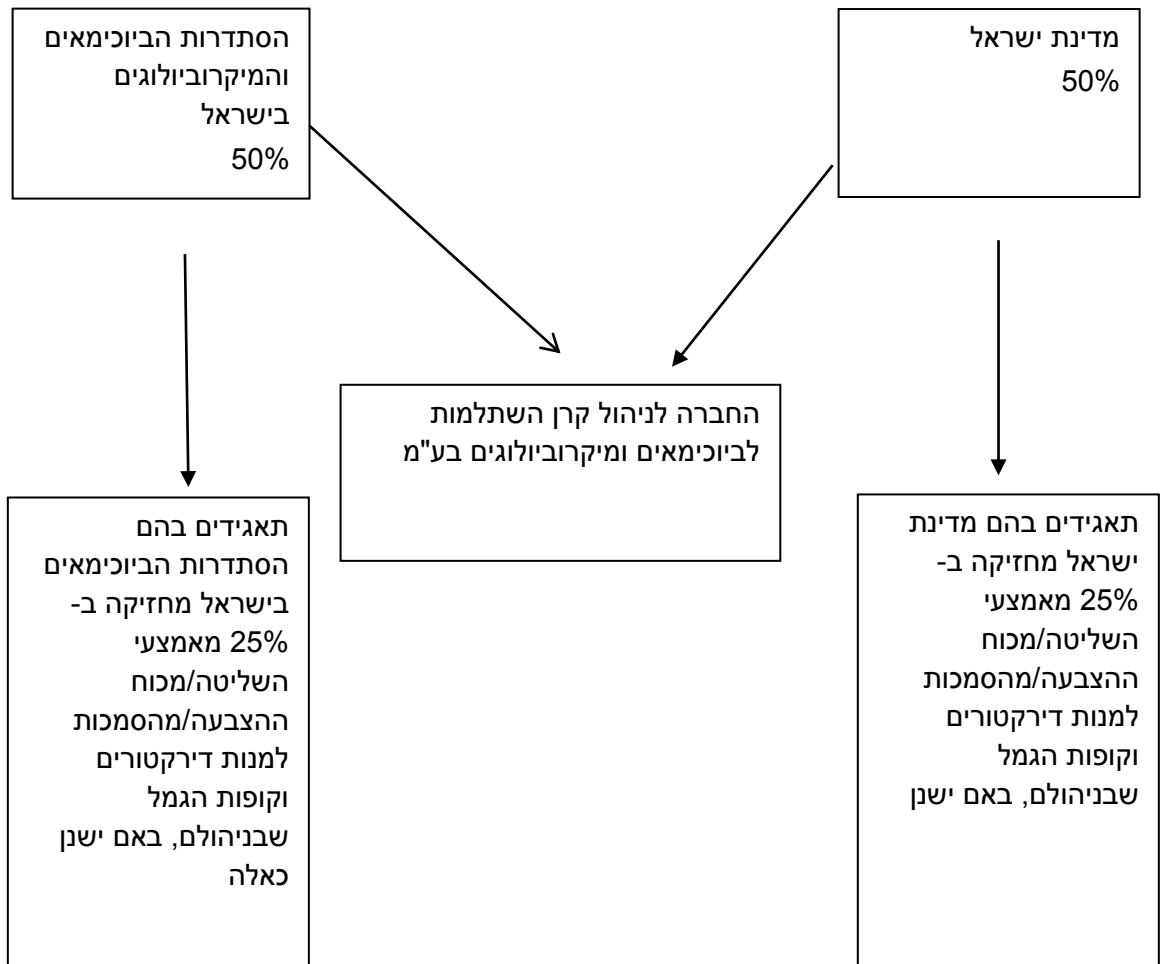 מדינת ישראל
50%
הסתדרות הביוכימאים
והמיקרוביולוגים
בישראל
50%
החברה לניהול קרן השתלמות
לביוכימאים ומיקרוביולוגים בע"מ
תאגידים בהם מדינת
ישראל מחזיקה ב-
25% מאמצעי
השליטה/מכוח
ההצבעה/מהסמכות
למנות דירקטורים
וקופות הגמל
שבניהולם, באם ישנן
תאגידים בהם
הסתדרות הביוכימאים
בישראל מחזיקה ב-
25% מאמצעי
השליטה/מכוח
ההצבעה/מהסמכות
למנות דירקטורים
וקופות הגמל
שבניהולם, באם ישנן
כאלה